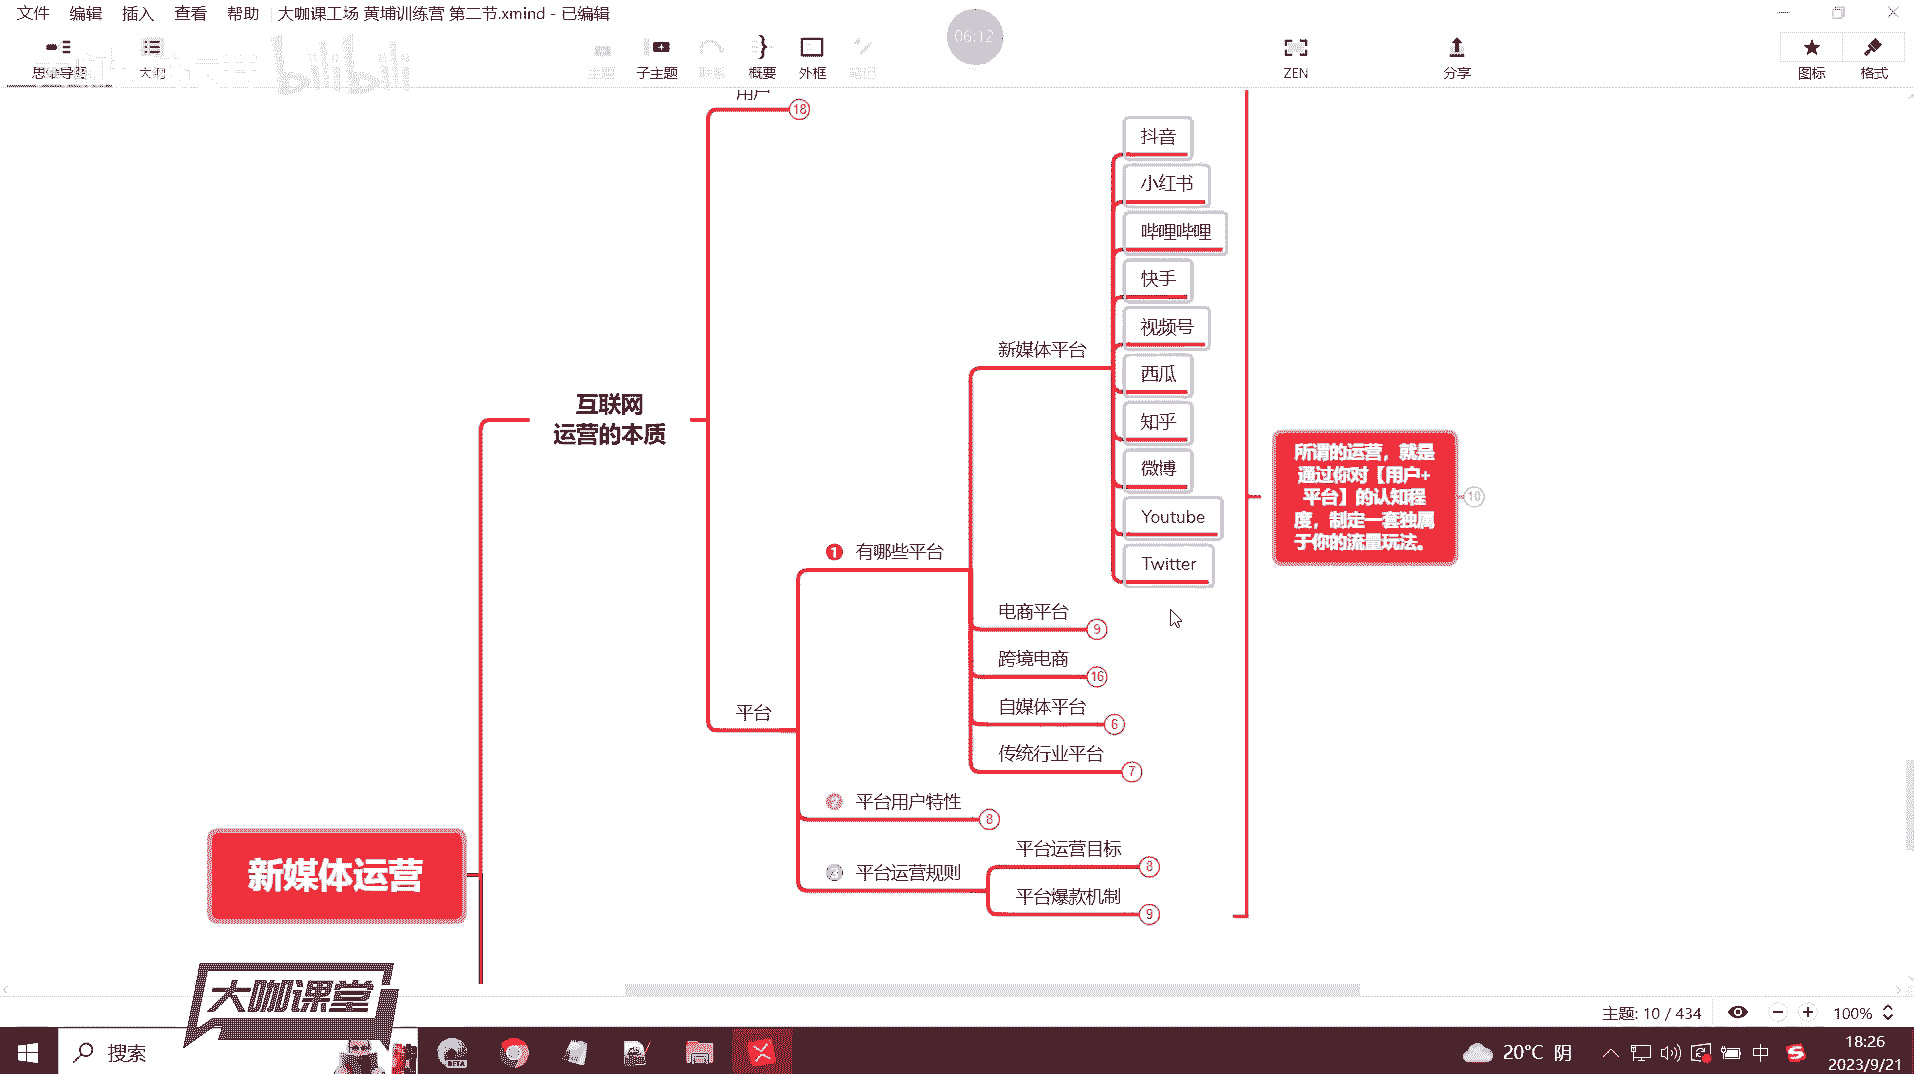 文件 编辑 插入 查看 帮助 大咖课工场 黄埔训练营 第二节.xmind - 已编辑
06:12
思维导图 大纲 主题 子主题 联系 概要 外框 笔记 ZEN 分享 图标 格式
bilibili
用户 18
抖音
小红书
哔哩哔哩
快手
视频号
新媒体平台
西瓜
知乎
微博
Youtube
Twitter
互联网
运营的本质
所谓的运营，就是
通过你对【用户+
平台】的认知程
度，制定一套独属
于你的流量玩法。
10
1 有哪些平台
电商平台 9
跨境电商 16
自媒体平台 6
传统行业平台 7
平台
2 平台用户特性 8
平台运营目标 8
3 平台运营规则
平台爆款机制 9
新媒体运营
大咖课堂
主题: 10 / 434 100%
搜索 BETA 20°C 阴 中 18:26
2023/9/21